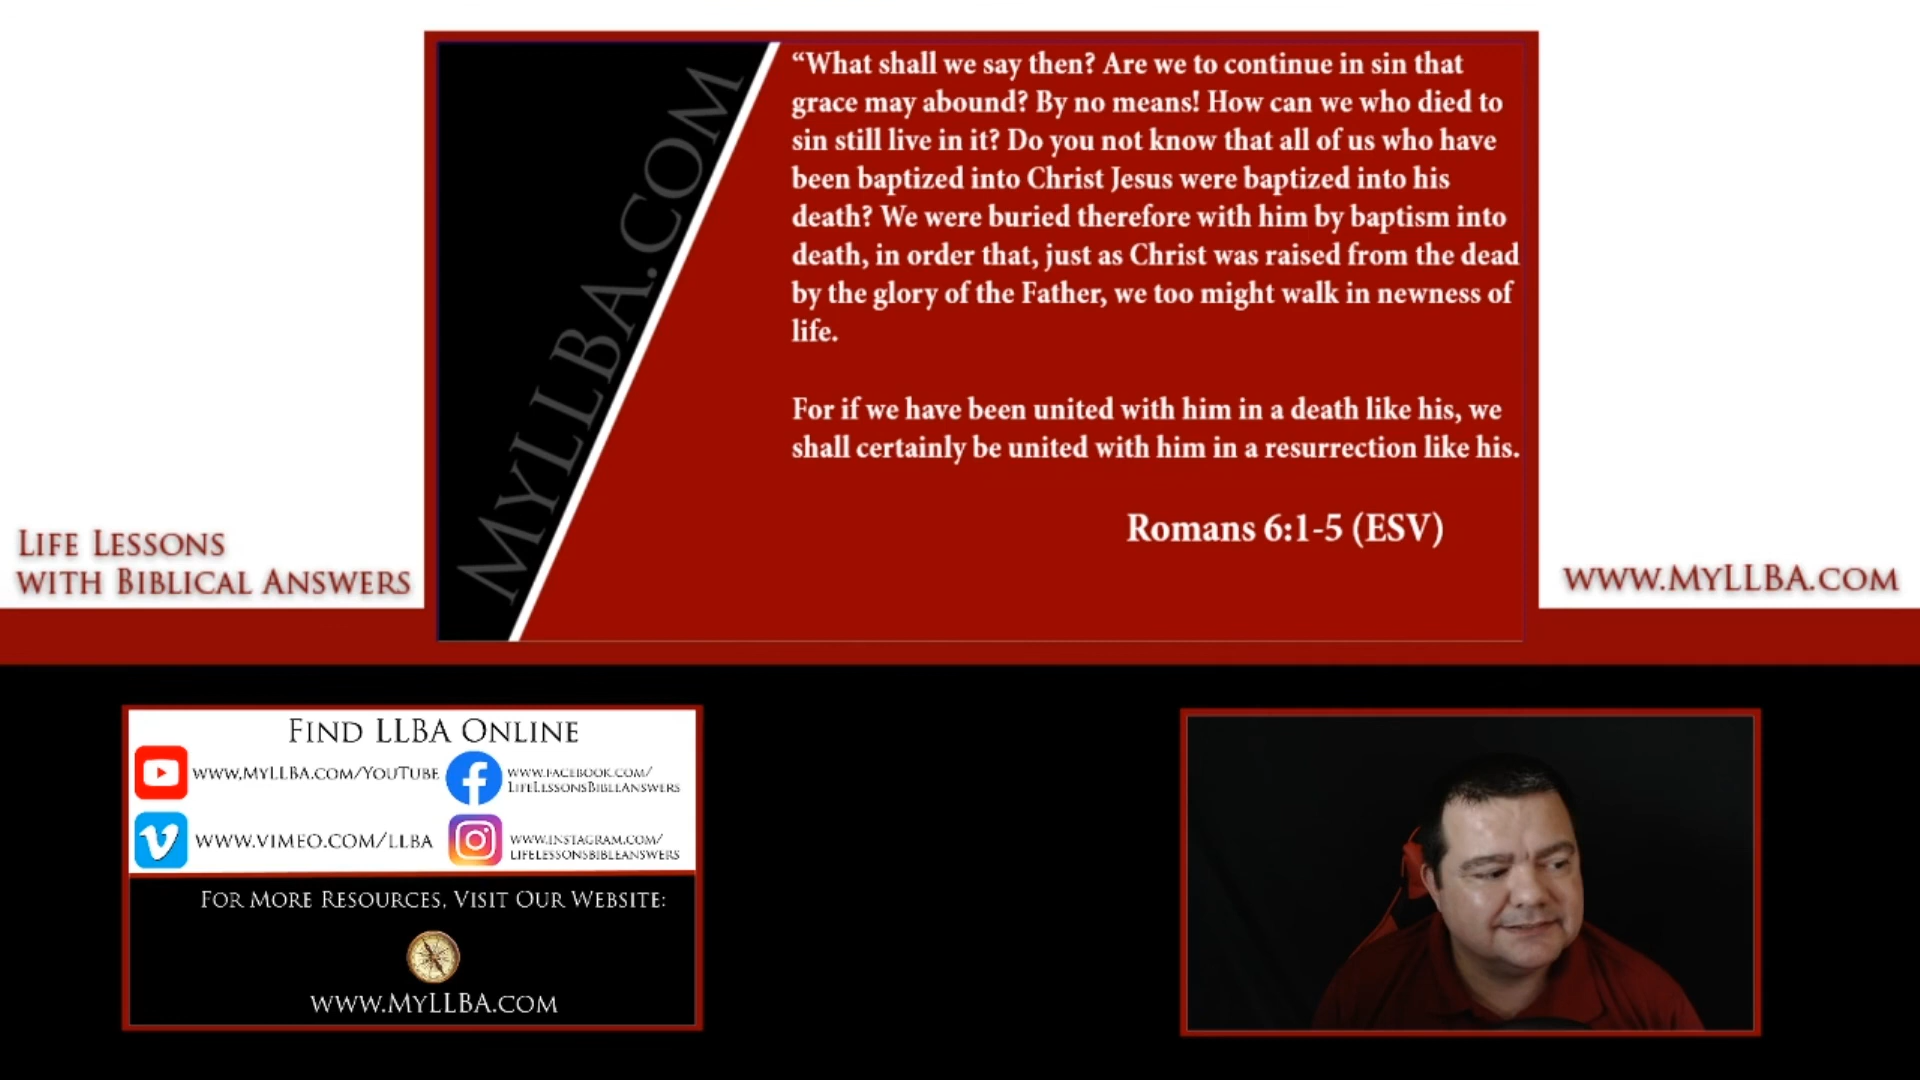 “What shall we say then? Are we to continue in sin that
grace may abound? By no means! How can we who died to
sin still live in it? Do you not know that all of us who have
been baptized into Christ Jesus were baptized into his
death? We were buried therefore with him by baptism into
death, in order that, just as Christ was raised from the dead
by the glory of the Father, we too might walk in newness of
life.
For if we have been united with him in a death like his, we
shall certainly be united with him in a resurrection like his.
Romans 6:1-5 (ESV)
MYLLBA.COM
LIFE LESSONS
WITH BIBLICAL ANSWERS
WWW.MYLLBA.COM
FIND LLBA ONLINE
WWW.MYLLBA.COM/YOUTUBE
WWW.FACEBOOK.COM/
LIFELESSONSBIBLEANSWERS
WWW.VIMEO.COM/LLBA
WWW.INSTAGRAM.COM/
LIFELESSONSBIBLEANSWERS
FOR MORE RESOURCES, VISIT OUR WEBSITE:
WWW.MYLLBA.COM